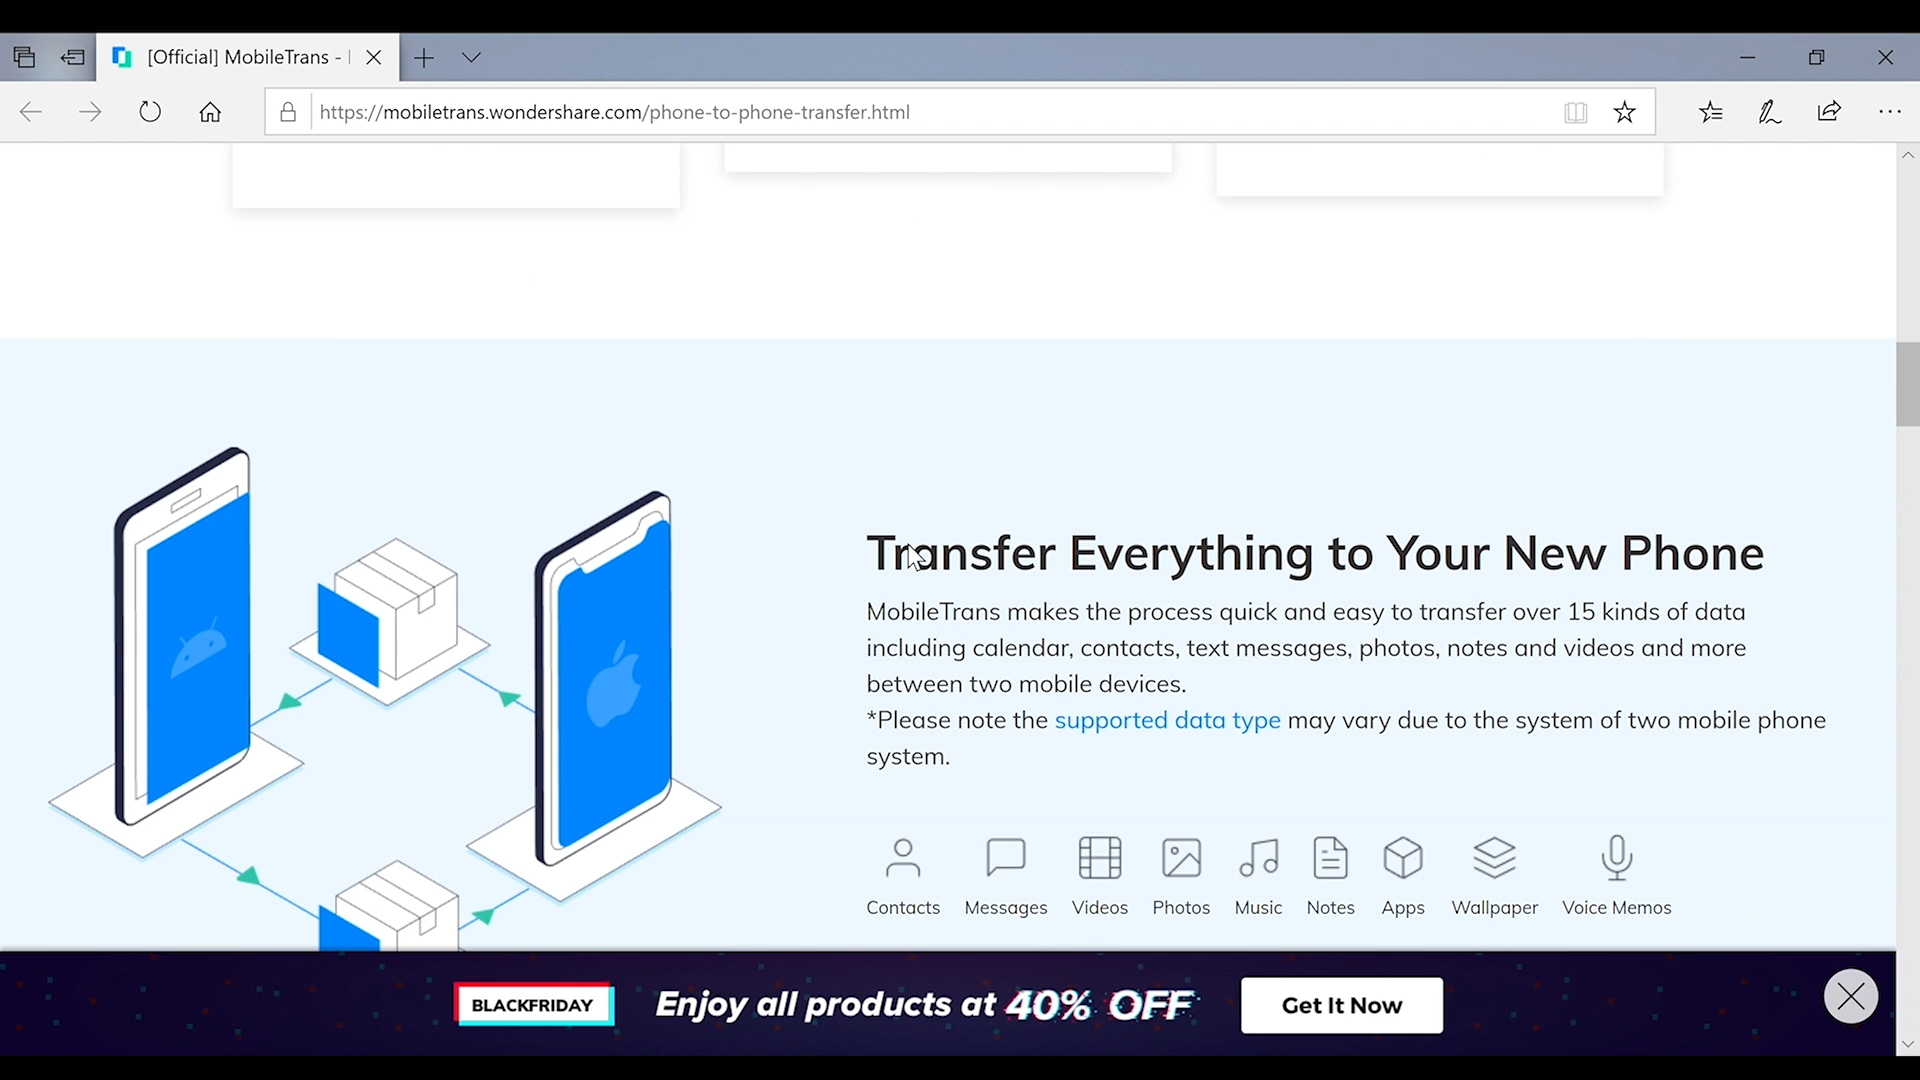 [Official] MobileTrans -
https://mobiletrans.wondershare.com/phone-to-phone-transfer.html
Transfer Everything to Your New Phone
MobileTrans makes the process quick and easy to transfer over 15 kinds of data
including calendar, contacts, text messages, photos, notes and videos and more
between two mobile devices.
*Please note the supported data type may vary due to the system of two mobile phone
system.
Contacts Messages Videos Photos Music Notes Apps Wallpaper Voice Memos
BLACKFRIDAY Enjoy all products at 40% OFF Get It Now